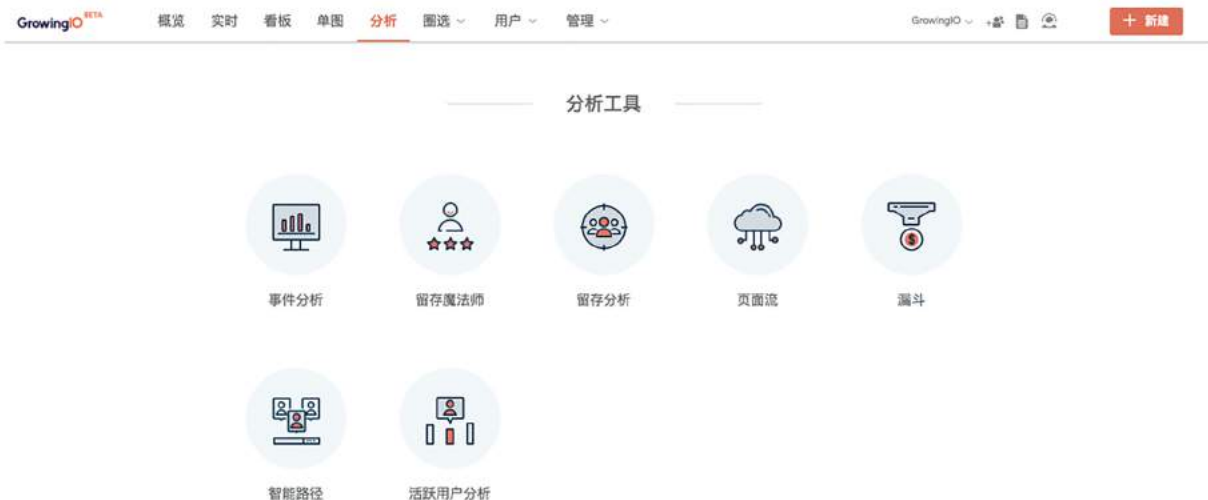 GrowingIO BETA 概览 实时 看板 单图 分析 圈选 用户 管理 GrowingIO + 新建
分析工具
事件分析 留存魔法师 留存分析 页面流 漏斗
智能路径 活跃用户分析